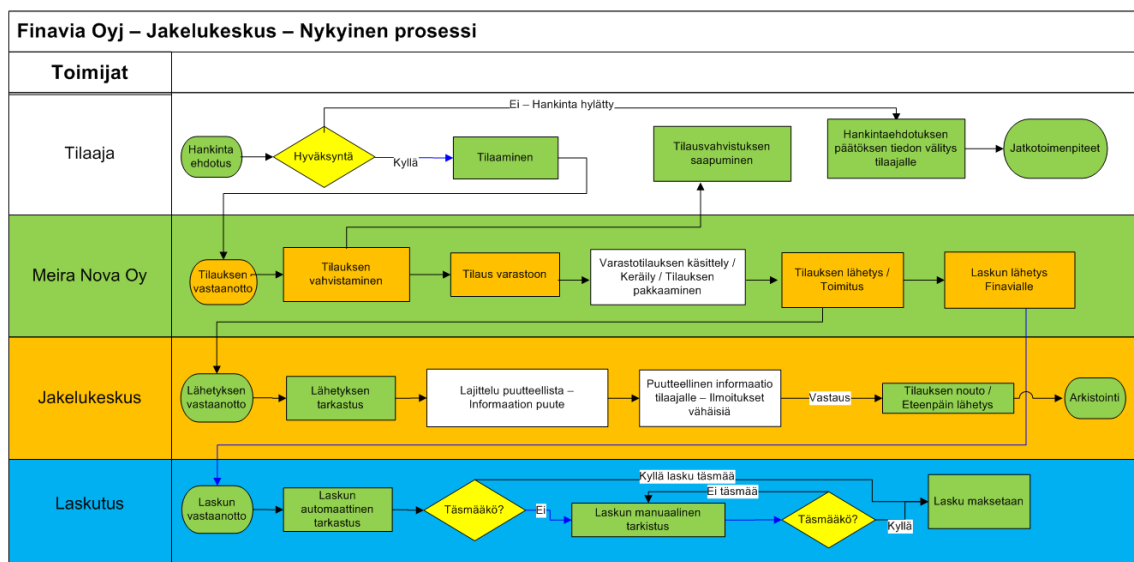 Finavia Oyj – Jakelukeskus – Nykyinen prosessi
Toimijat
Tilaaja
Hankinta
ehdotus
Hyväksyntä
Kyllä
Ei – Hankinta hylätty
Tilaaminen
Tilausvahvistuksen
saapuminen
Hankintaehdotuksen
päätöksen tiedon välitys
tilaajalle
Jatkotoimenpiteet
Meira Nova Oy
Tilauksen
vastaanotto
Tilauksen
vahvistaminen
Tilaus varastoon
Varastotilauksen käsittely /
Keräily / Tilauksen
pakkaaminen
Tilauksen lähetys /
Toimitus
Laskun lähetys
Finavialle
Jakelukeskus
Lähetyksen
vastaanotto
Lähetyksen
tarkastus
Lajittelu puutteellista –
Informaation puute
Puutteellinen informaatio
tilaajalle – Ilmoitukset
vähäisiä
Vastaus
Tilauksen nouto /
Eteenpäin lähetys
Arkistointi
Laskutus
Laskun
vastaanotto
Laskun
automaattinen
tarkastus
Täsmääkö?
Kyllä lasku täsmää
Ei
Laskun manuaalinen
tarkistus
Ei täsmää
Täsmääkö?
Kyllä
Lasku maksetaan